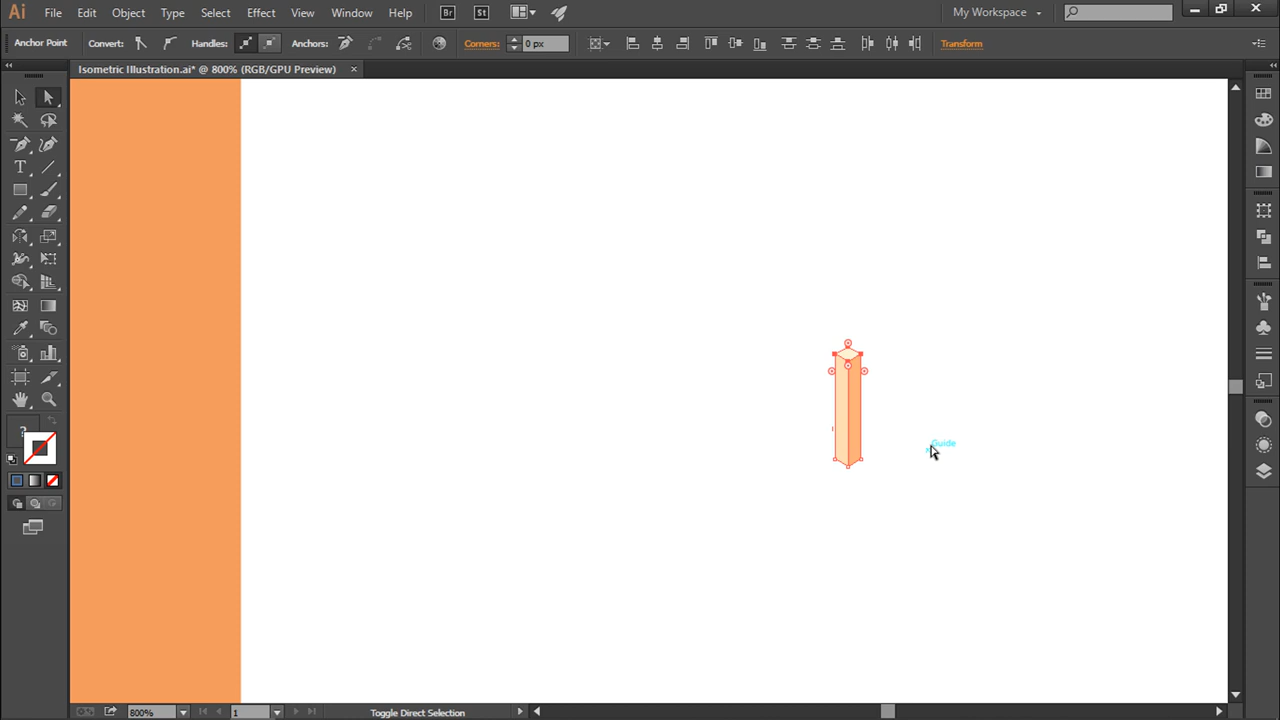 Ai File Edit Object Type Select Effect View Window Help Br St My Workspace
Anchor Point Convert: Handles: Anchors: Corners: 0 px Transform
Isometric Illustration.ai* @ 800% (RGB/GPU Preview)
T
Guide
?
800% 1 Toggle Direct Selection